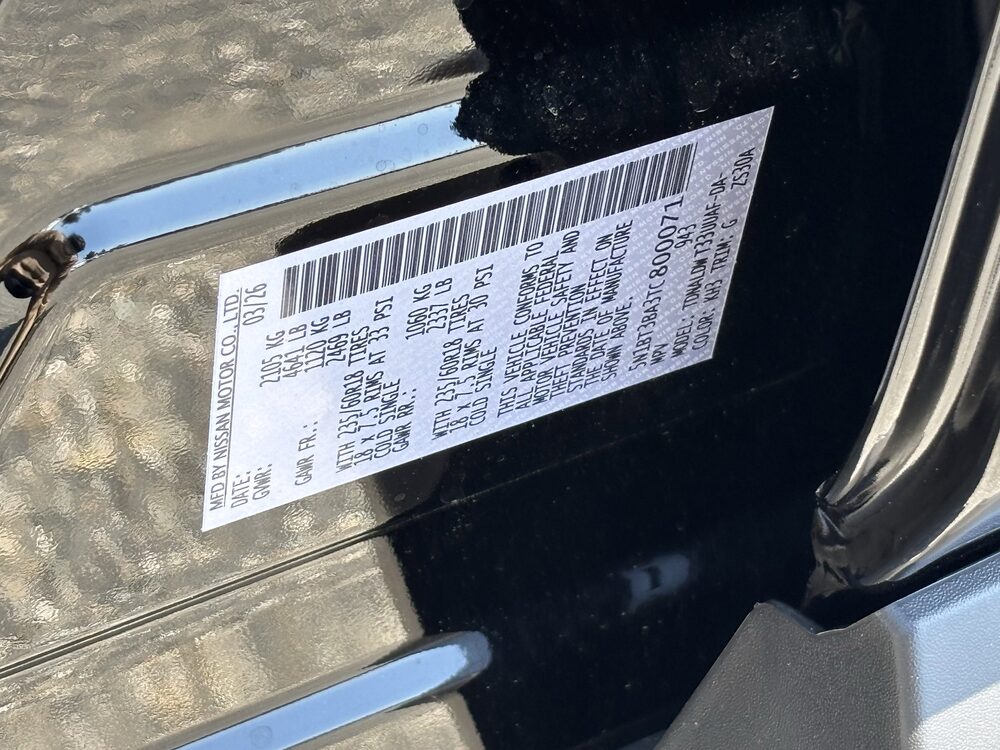 MFD BY NISSAN MOTOR CO., LTD.
DATE: 03/26
GVWR: 2105 KG
4641 LB
GAWR FR.: 1120 KG
2469 LB
WITH 235/60R18 TIRES
18 X 7.5 RIMS AT 33 PSI
COLD SINGLE
GAWR RR.: 1060 KG
2337 LB
WITH 235/60R18 TIRES
18 X 7.5 RIMS AT 30 PSI
COLD SINGLE
THIS VEHICLE CONFORMS TO
ALL APPLICABLE FEDERAL
MOTOR VEHICLE SAFETY AND
THEFT PREVENTION
STANDARDS IN EFFECT ON
THE DATE OF MANUFACTURE
SHOWN ABOVE.
5N1BT3BA3TC800071
MPV 943
MODEL: TDNALDW T33UUAF-DA-
COLOR: KH3 TRIM: G ZS30A